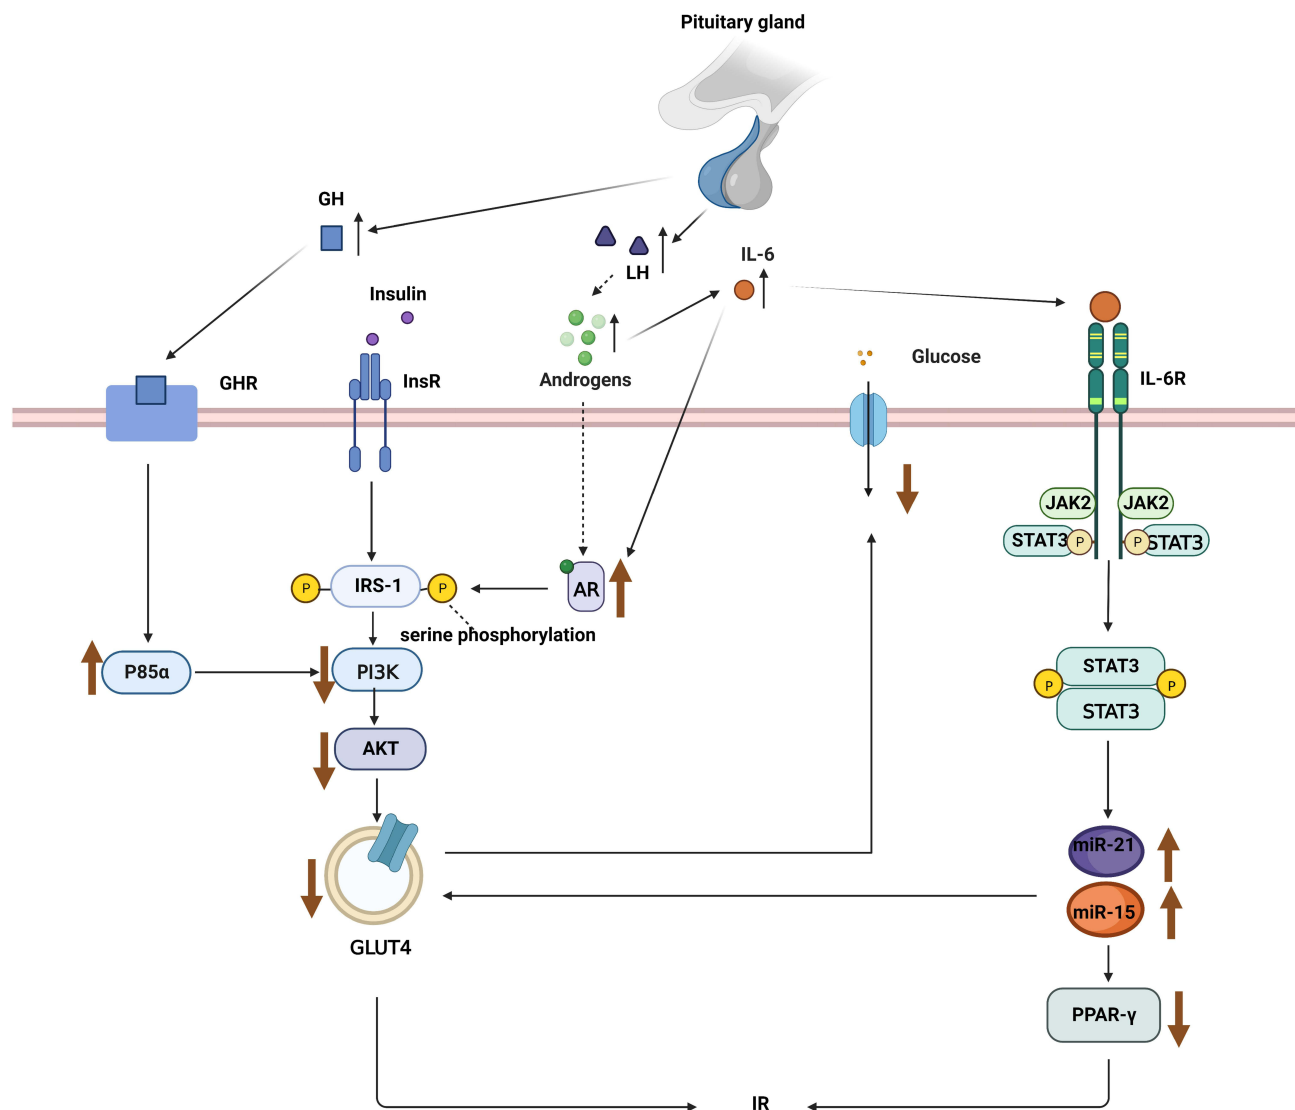 Pituitary gland
GH
LH
IL-6
Insulin
Glucose
Androgens
GHR
InsR
IL-6R
JAK2
JAK2
STAT3
P
P
STAT3
P
IRS-1
P
AR
serine phosphorylation
P85α
PI3K
STAT3
P
P
STAT3
AKT
miR-21
miR-15
GLUT4
PPAR-γ
IR